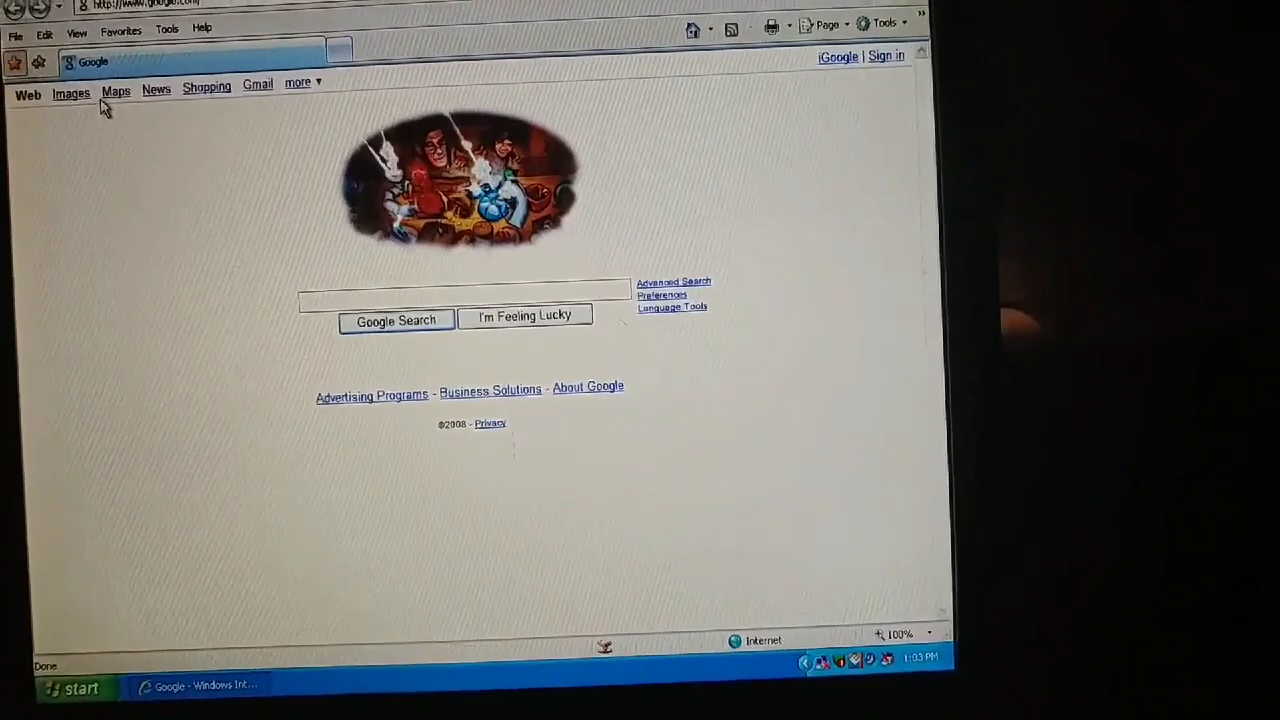 http://www.google.com/
File Edit View Favorites Tools Help
Page Tools
Google
iGoogle | Sign in
Web Images Maps News Shopping Gmail more
Advanced Search
Preferences
Language Tools
Google Search I'm Feeling Lucky
Advertising Programs - Business Solutions - About Google
©2008 - Privacy
Done Internet 100%
start Google - Windows Int... 1:03 PM